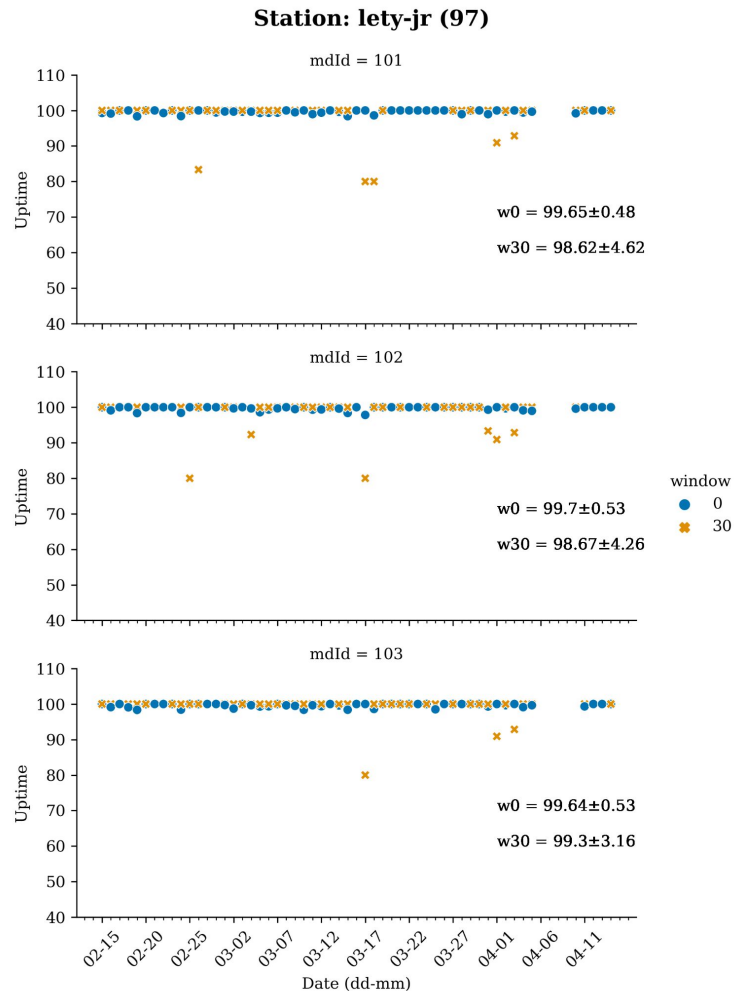 Station: lety-jr (97)
mdId = 101
110
100
90
80
70
60
50
40
Uptime
w0 = 99.65±0.48
w30 = 98.62±4.62
mdId = 102
110
100
90
80
70
60
50
40
Uptime
w0 = 99.7±0.53
w30 = 98.67±4.26
window
0
30
mdId = 103
110
100
90
80
70
60
50
40
Uptime
w0 = 99.64±0.53
w30 = 99.3±3.16
02-15 02-20 02-25 03-02 03-07 03-12 03-17 03-22 03-27 04-01 04-06 04-11
Date (dd-mm)